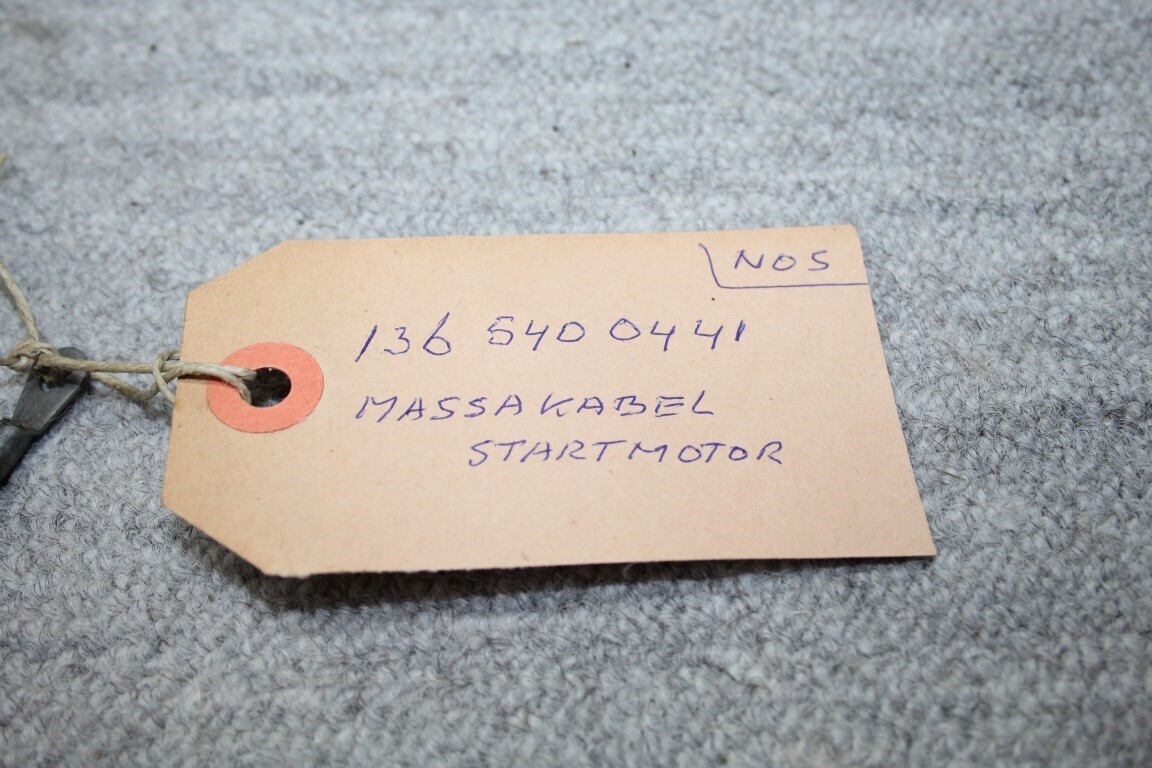 NOS
136 540 0441
MASSAKABEL
STARTMOTOR